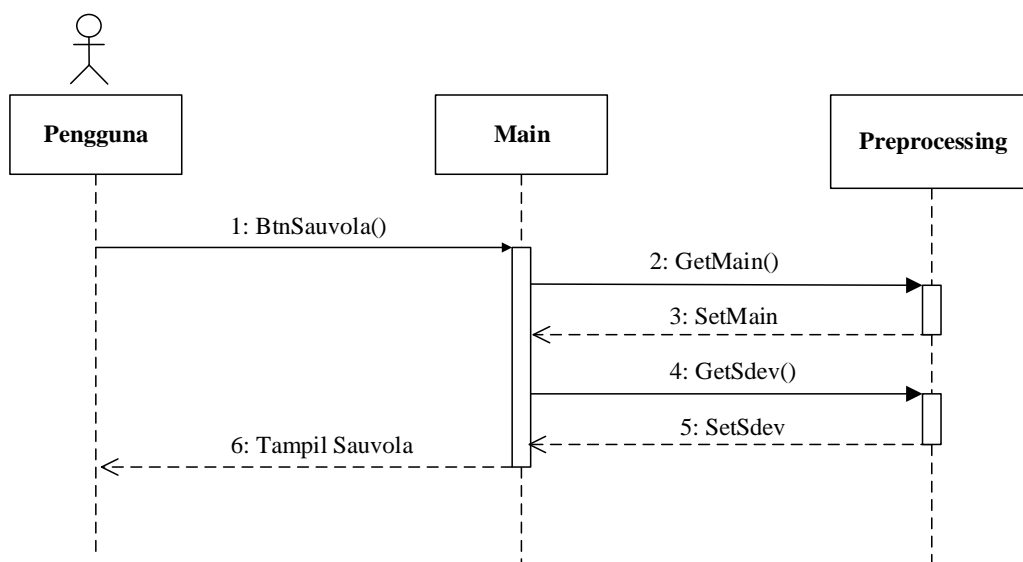 Pengguna
Main
Preprocessing
1: BtnSauvola()
2: GetMain()
3: SetMain
4: GetSdev()
5: SetSdev
6: Tampil Sauvola